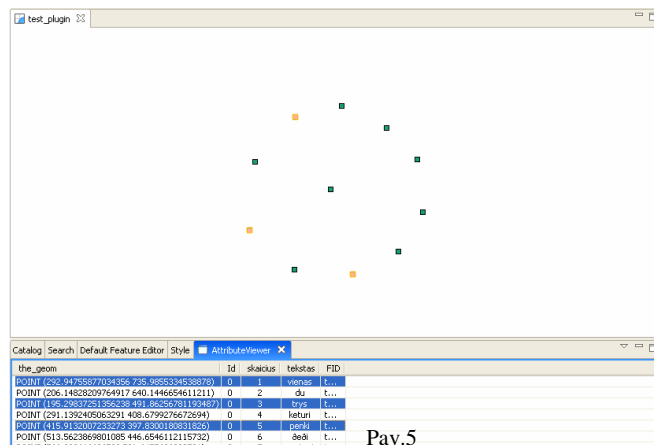 test_plugin
Catalog Search Default Feature Editor Style AttributeViewer
the_geom Id skaicius tekstas FID
POINT (292.94755877034356 735.9855334538878) 0 1 vienas t...
POINT (206.14828209764917 640.1446654611211) 0 2 du t...
POINT (195.29837251356238 491.86256781193487) 0 3 trys t...
POINT (291.1392405063291 408.6799276672694) 0 4 keturi t...
POINT (415.9132007233273 397.8300180831826) 0 5 penki t...
POINT (513.5623869801085 446.6546112115732) 0 6 ðeði t...
Pav.5